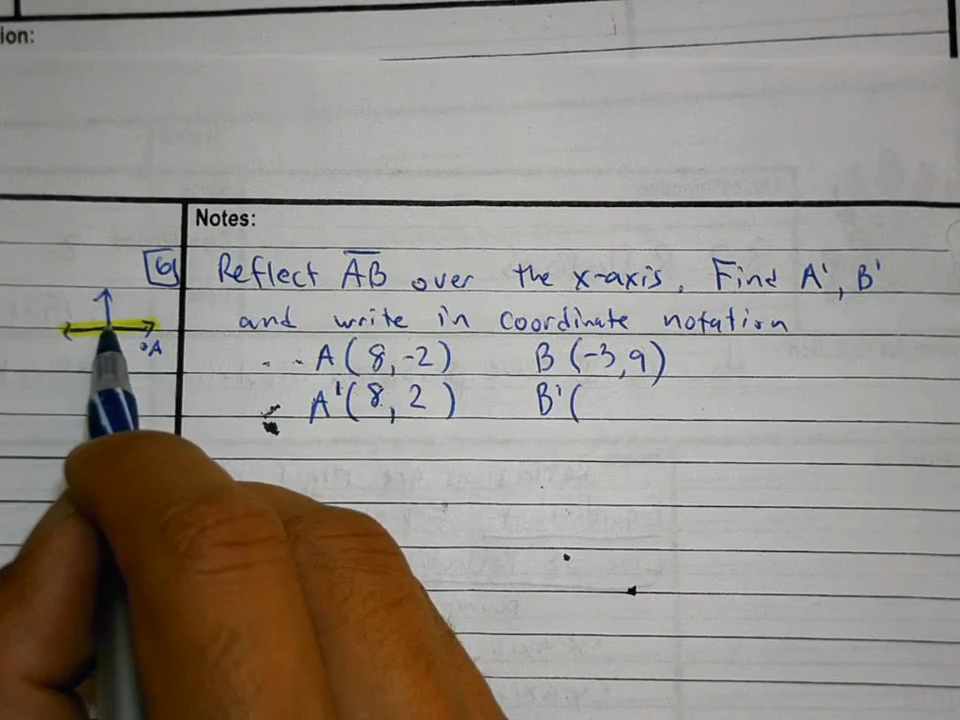 ion:
Notes:
6 Reflect AB over the x-axis. Find A', B'
and write in coordinate notation
A(8,-2) B(-3,9)
A'(8,2) B'(
A